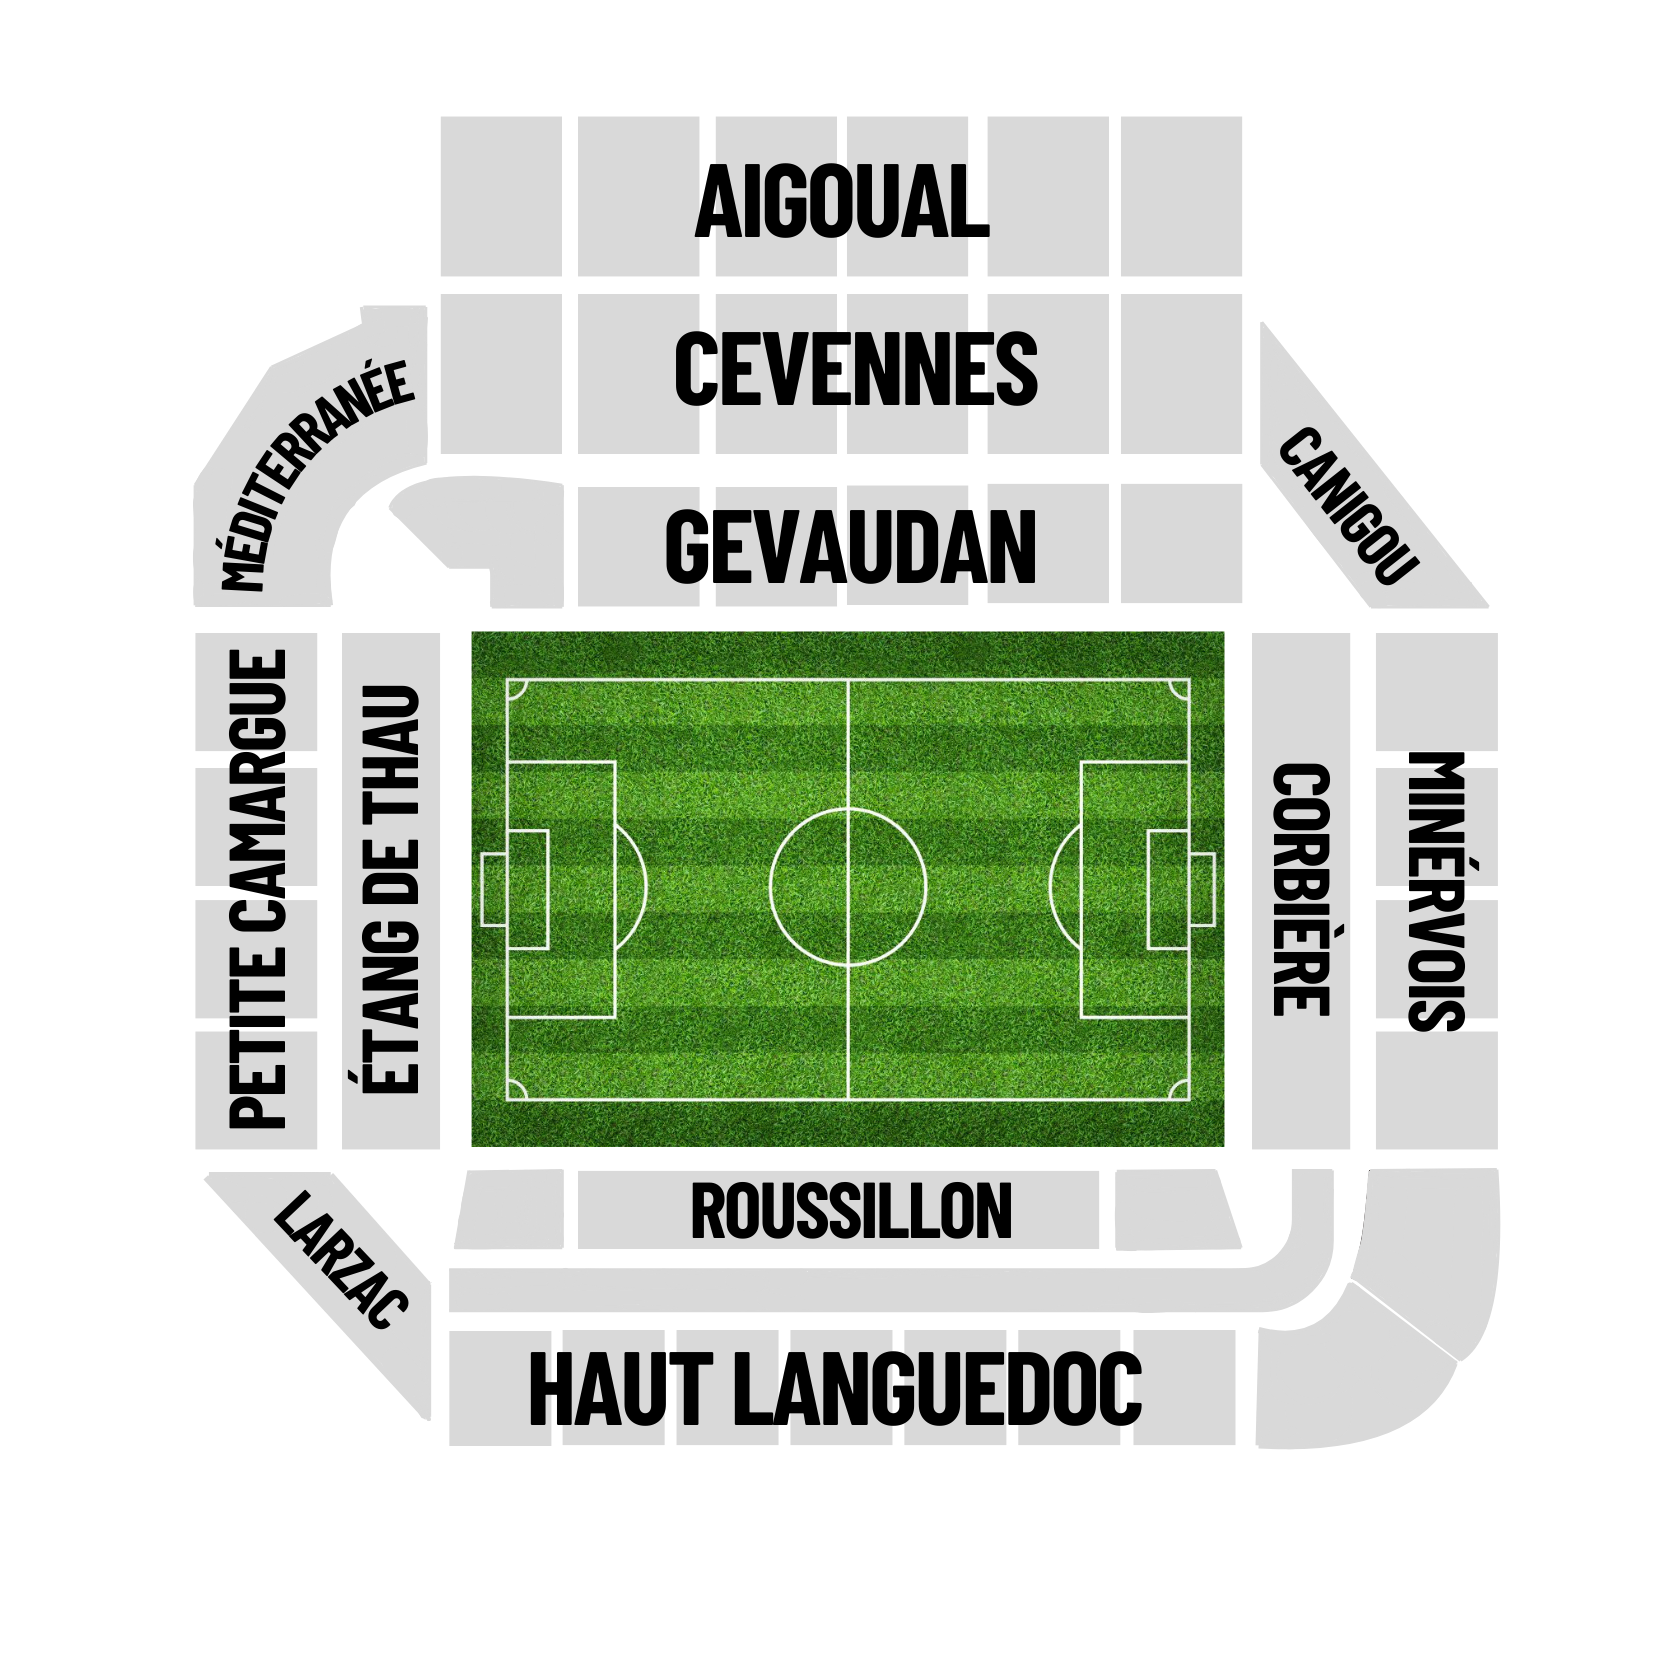 AIGOUAL
CEVENNES
MÉDITERRANÉE
CANIGOU
GEVAUDAN
PETITE CAMARGUE
ÉTANG DE THAU
CORBIÈRE
MINÉRVOIS
ROUSSILLON
LARZAC
HAUT LANGUEDOC